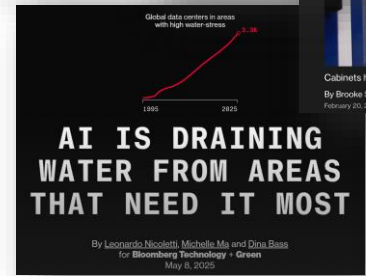 Global data centers in areas
with high water-stress
3.3K
1995 2025
AI IS DRAINING
WATER FROM AREAS
THAT NEED IT MOST
By Leonardo Nicoletti, Michelle Ma and Dina Bass
for Bloomberg Technology + Green
May 8, 2025
Cabinets
By Brooke
February 20,